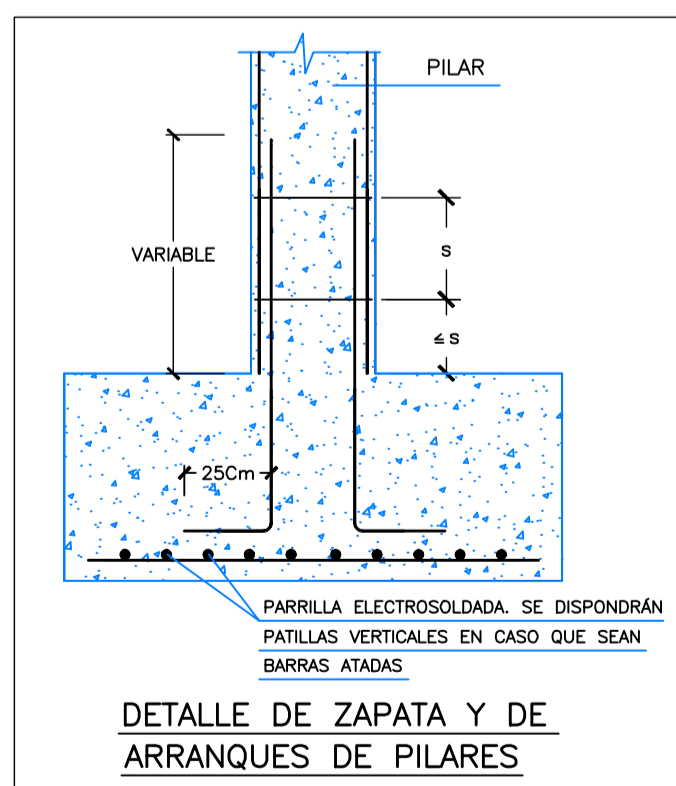 PILAR
VARIABLE
S
≤ S
25Cm
PARRILLA ELECTROSOLDADA. SE DISPONDRÁN
PATILLAS VERTICALES EN CASO QUE SEAN
BARRAS ATADAS
DETALLE DE ZAPATA Y DE
ARRANQUES DE PILARES